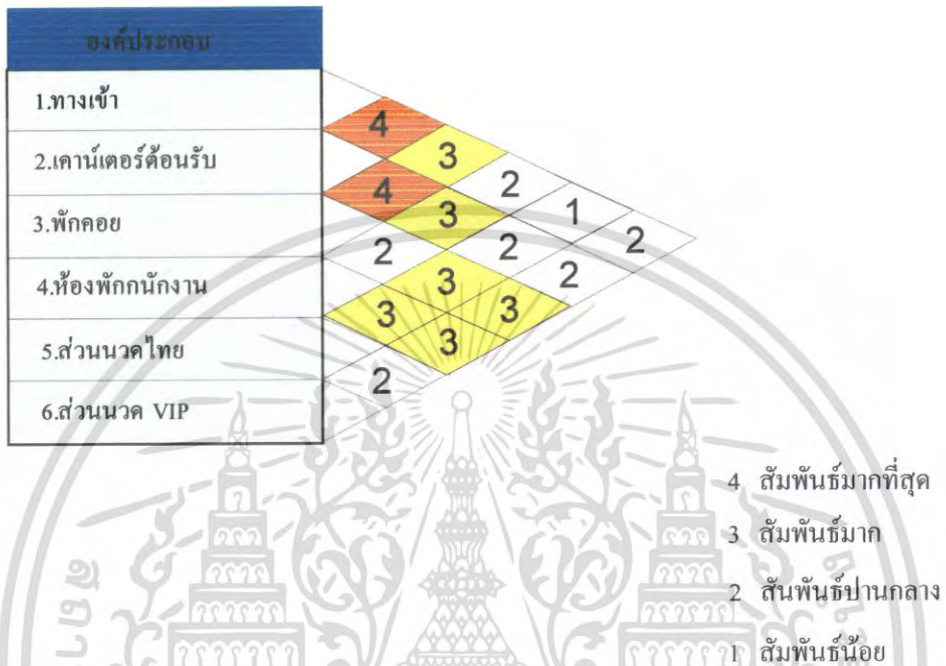 องค์ประกอบ
1.ทางเข้า
2.เคาน์เตอร์ต้อนรับ
3.พักคอย
4.ห้องพักกนักงาน
5.ส่วนนวดไทย
6.ส่วนนวด VIP
4
3
4
2
3
1
2
2
2
3
2
3
3
3
2
4 สัมพันธ์มากที่สุด
3 สัมพันธ์มาก
2 สันพันธ์ปานกลาง
1 สัมพันธ์น้อย